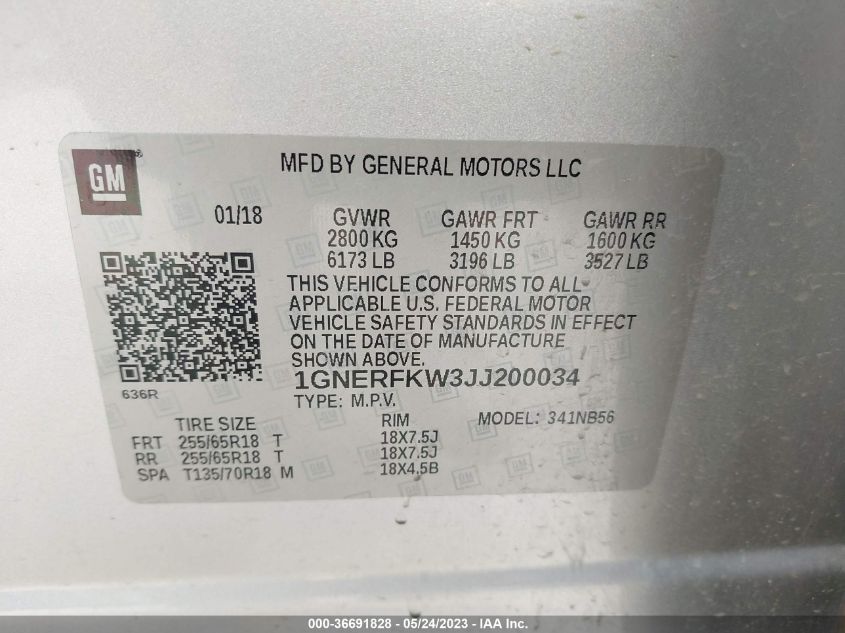 GM
MFD BY GENERAL MOTORS LLC
01/18 GVWR GAWR FRT GAWR RR
2800 KG 1450 KG 1600 KG
6173 LB 3196 LB 3527 LB
THIS VEHICLE CONFORMS TO ALL
APPLICABLE U.S. FEDERAL MOTOR
VEHICLE SAFETY STANDARDS IN EFFECT
ON THE DATE OF MANUFACTURE
SHOWN ABOVE.
1GNERFKW3JJ200034
636R
TYPE: M.P.V.
TIRE SIZE RIM MODEL: 341NB56
FRT 255/65R18 T 18X7.5J
RR 255/65R18 T 18X7.5J
SPA T135/70R18 M 18X4.5B
000-36691828 - 05/24/2023 - IAA Inc.